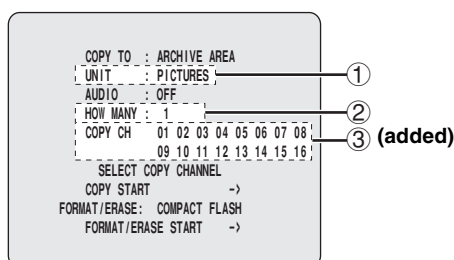 COPY TO : ARCHIVE AREA
UNIT : PICTURES
①
AUDIO : OFF
HOW MANY : 1
②
COPY CH 01 02 03 04 05 06 07 08
09 10 11 12 13 14 15 16
③ (added)
SELECT COPY CHANNEL
COPY START ->
FORMAT/ERASE: COMPACT FLASH
FORMAT/ERASE START ->